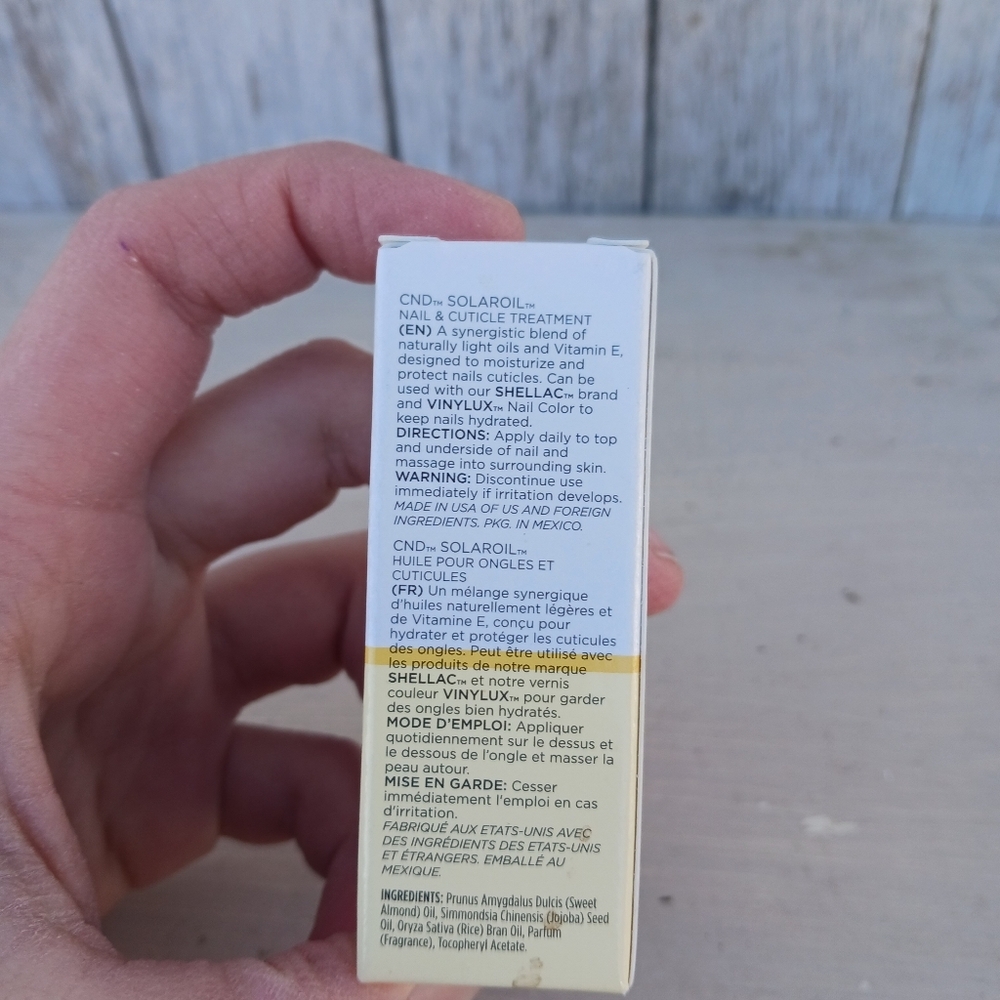 CND™ SOLAROIL™
NAIL & CUTICLE TREATMENT
(EN) A synergistic blend of
naturally light oils and Vitamin E,
designed to moisturize and
protect nails cuticles. Can be
used with our SHELLAC™ brand
and VINYLUX™ Nail Color to
keep nails hydrated.
DIRECTIONS: Apply daily to top
and underside of nail and
massage into surrounding skin.
WARNING: Discontinue use
immediately if irritation develops.
MADE IN USA OF US AND FOREIGN
INGREDIENTS. PKG. IN MEXICO.
CND™ SOLAROIL™
HUILE POUR ONGLES ET
CUTICULES
(FR) Un mélange synergique
d'huiles naturellement légères et
de Vitamine E, conçu pour
hydrater et protéger les cuticules
des ongles. Peut être utilisé avec
les produits de notre marque
SHELLAC™ et notre vernis
couleur VINYLUX™ pour garder
des ongles bien hydratés.
MODE D'EMPLOI: Appliquer
quotidiennement sur le dessus et
le dessous de l'ongle et masser la
peau autour.
MISE EN GARDE: Cesser
immédiatement l'emploi en cas
d'irritation.
FABRIQUÉ AUX ETATS-UNIS AVEC
DES INGRÉDIENTS DES ETATS-UNIS
ET ÉTRANGERS. EMBALLÉ AU
MEXIQUE.
INGREDIENTS: Prunus Amygdalus Dulcis (Sweet
Almond) Oil, Simmondsia Chinensis (Jojoba) Seed
Oil, Oryza Sativa (Rice) Bran Oil, Parfum
(Fragrance), Tocopheryl Acetate.